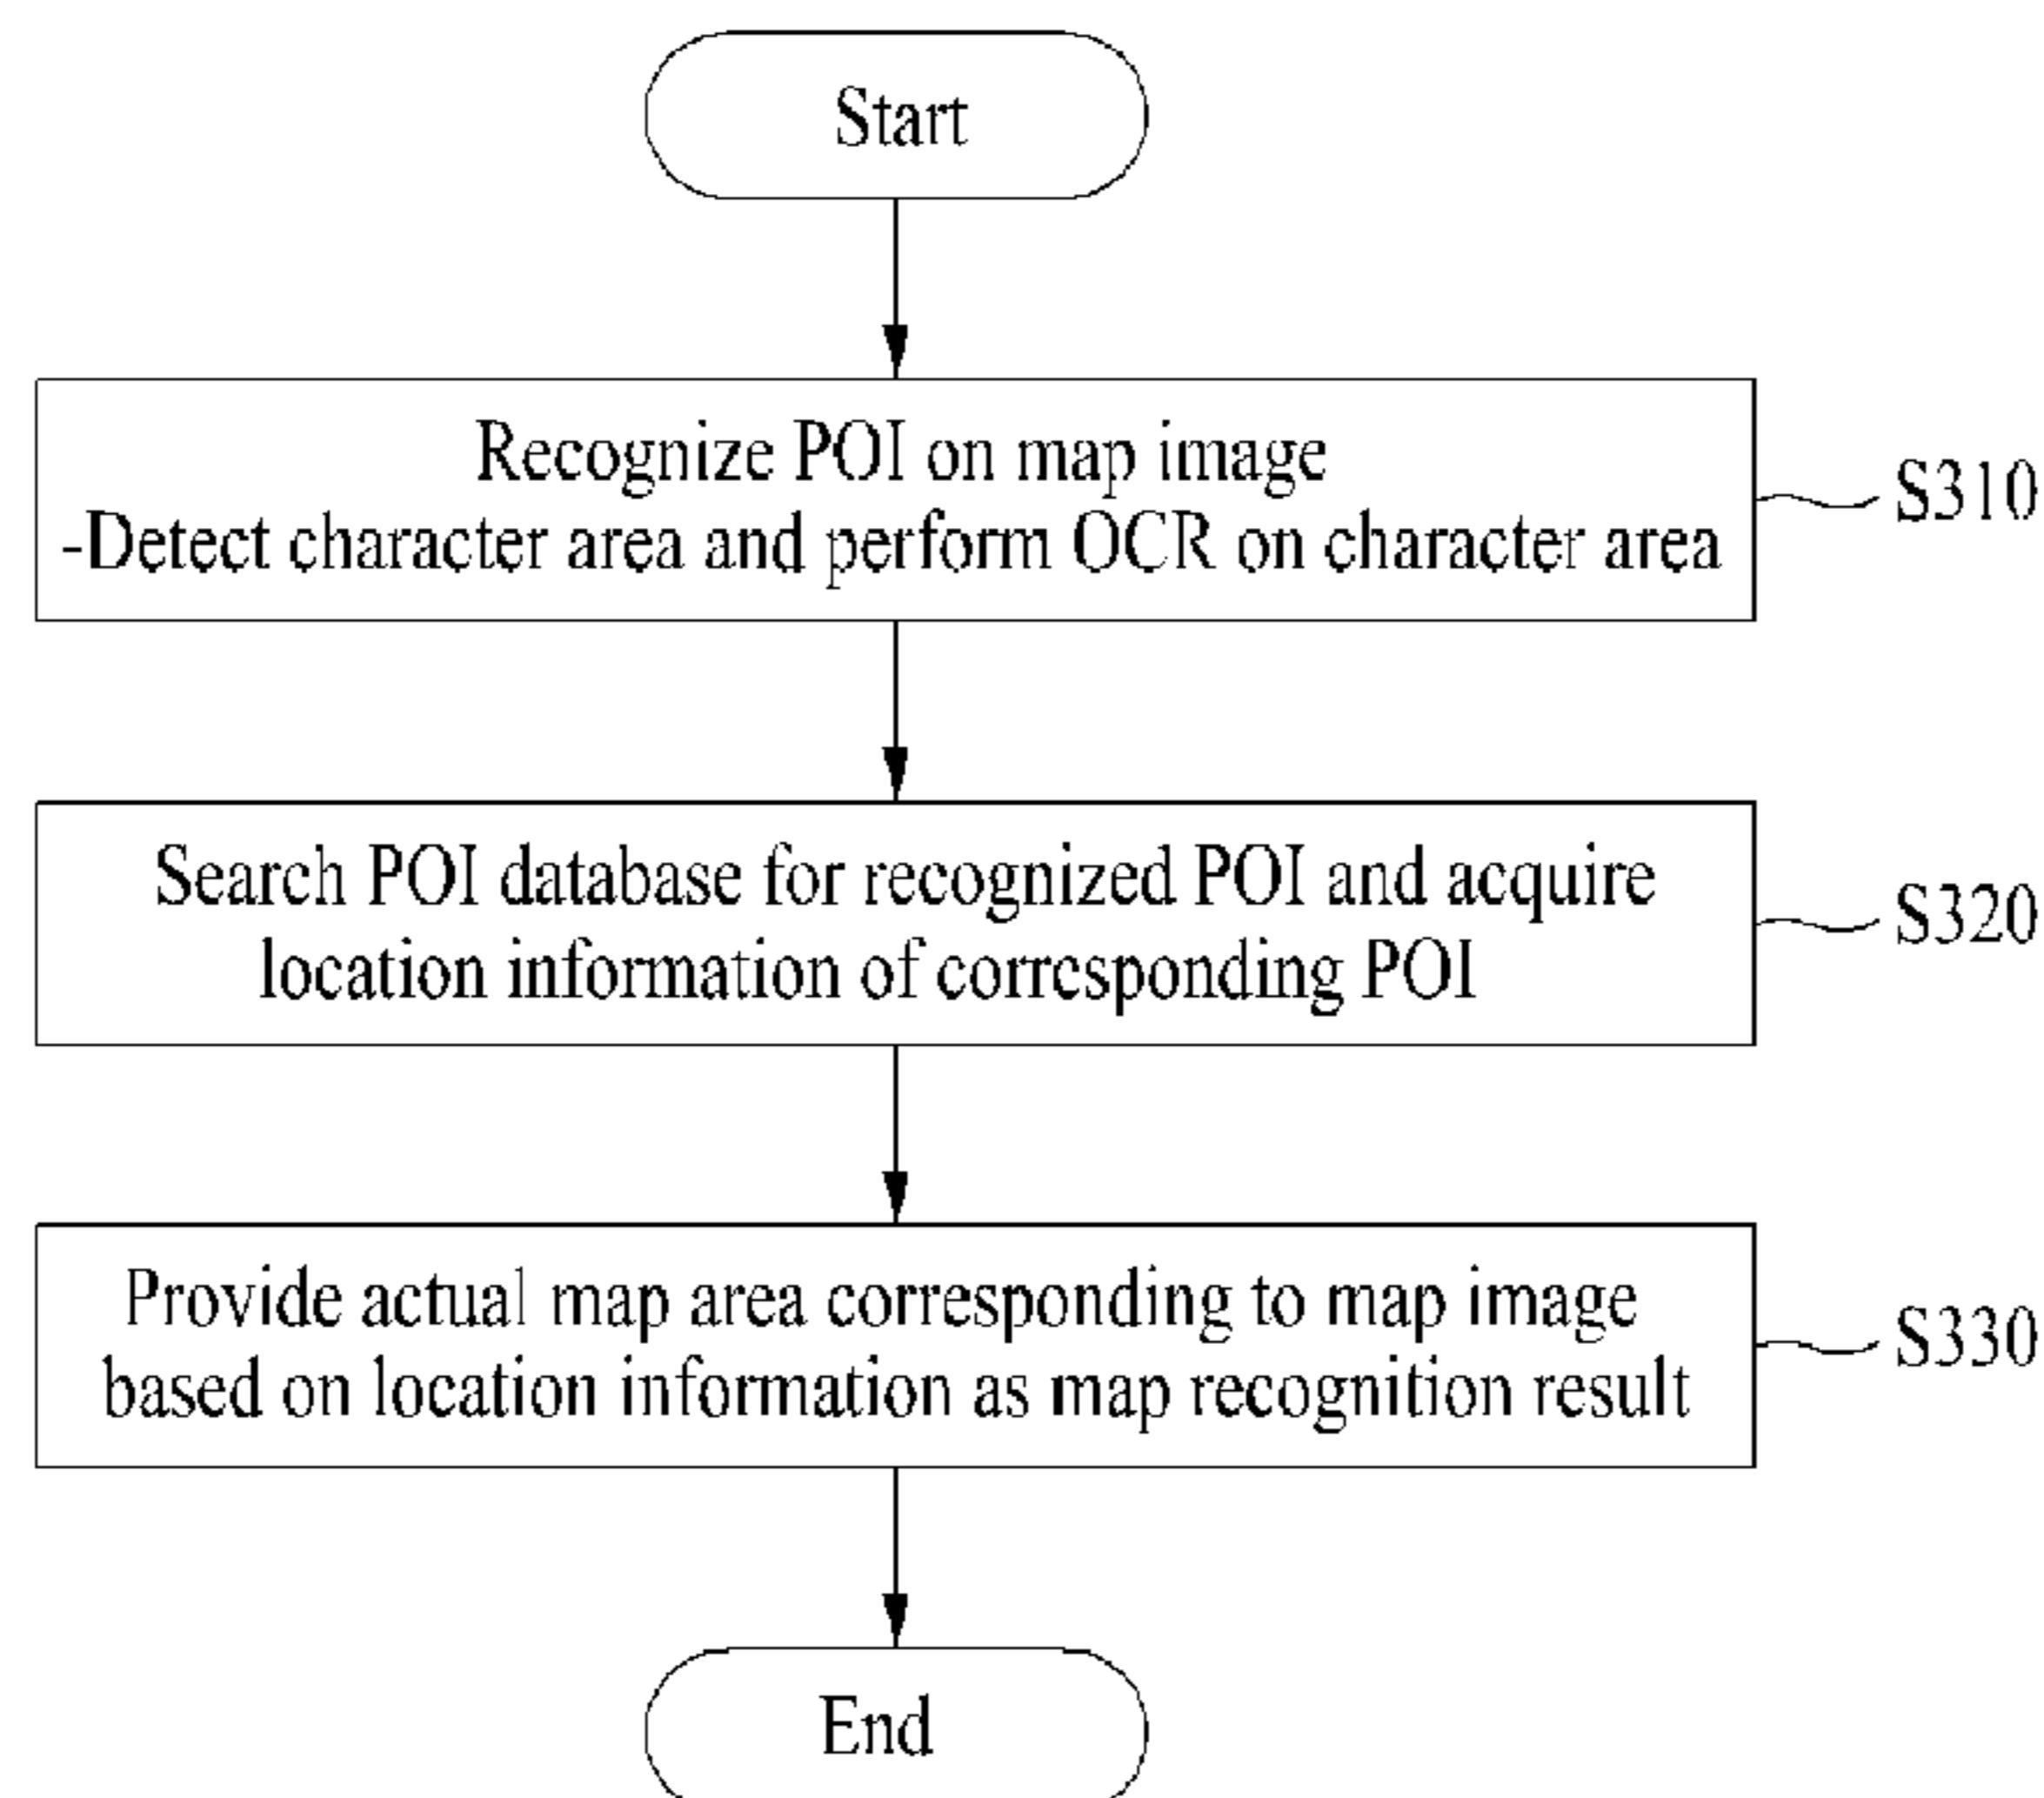 Start
Recognize POI on map image
-Detect character area and perform OCR on character area
S310
Search POI database for recognized POI and acquire
location information of corresponding POI
S320
Provide actual map area corresponding to map image
based on location information as map recognition result
S330
End